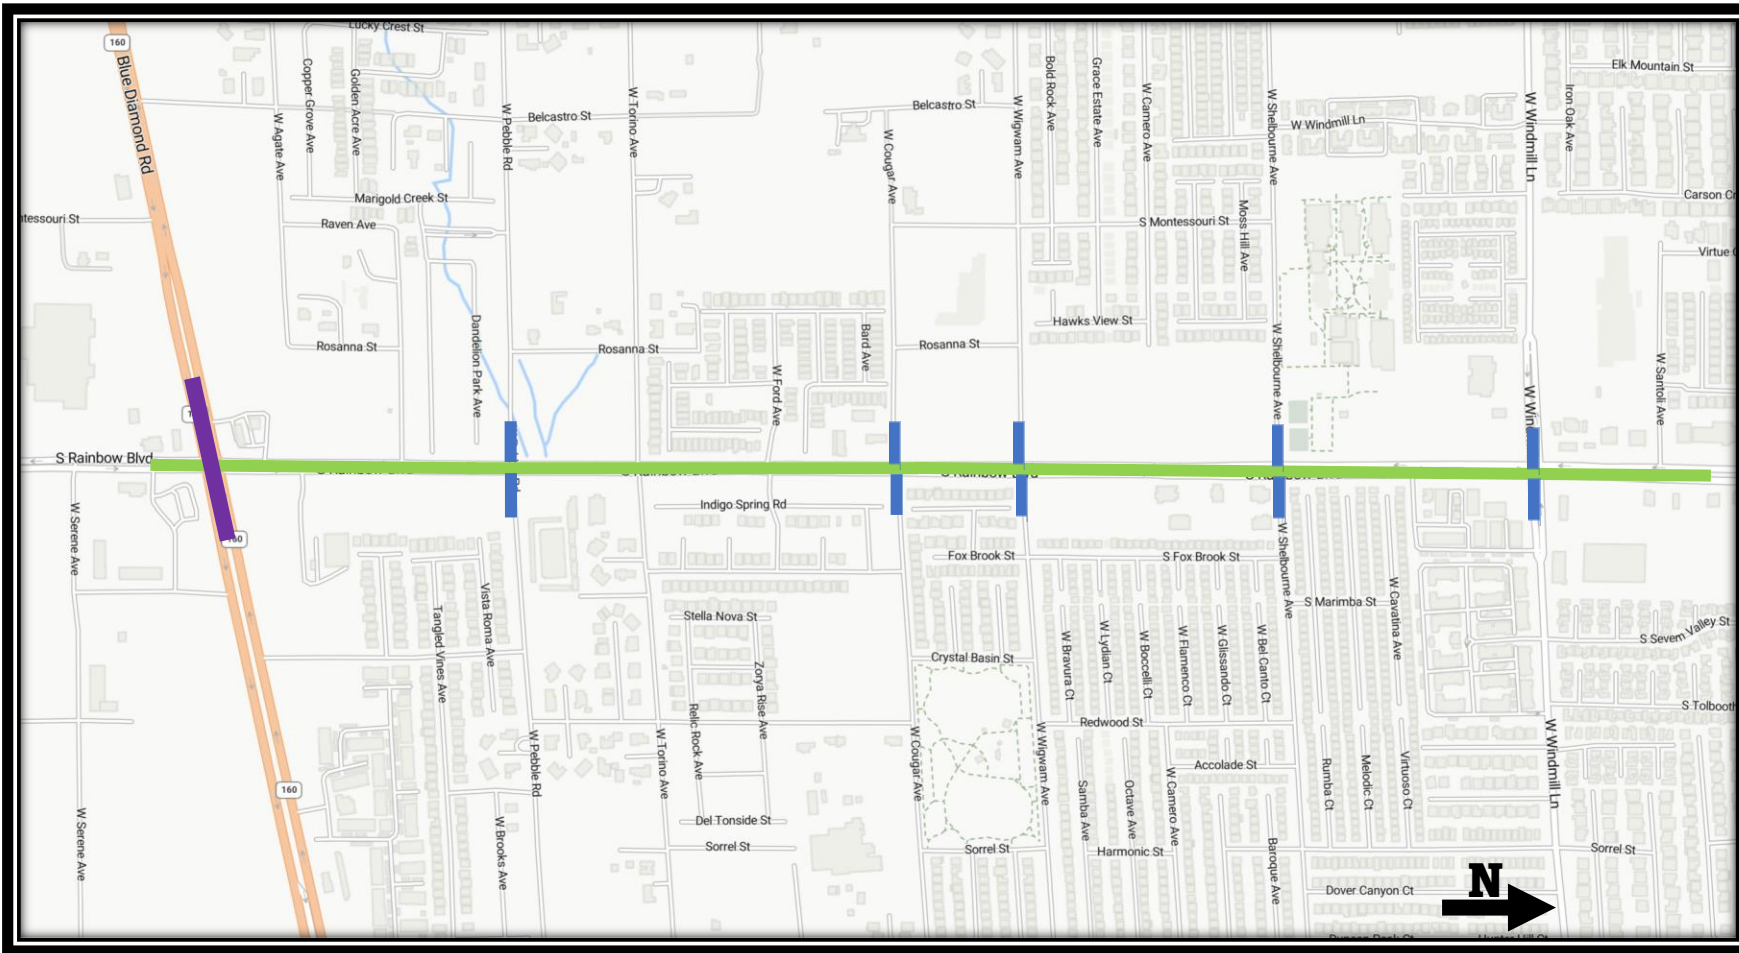 Lucky Crest St
160
Blue Diamond Rd
Copper Grove Ave
Golden Acre Ave
W Agate Ave
W Pebble Rd
Belcastro St
W Torino Ave
Belcastro St
W Cougar Ave
W Wigwam Ave
Bold Rock Ave
Grace Estate Ave
W Camero Ave
W Shelbourne Ave
W Windmill Ln
W Windmill Ln
Iron Oak Ave
Elk Mountain St
Marigold Creek St
Raven Ave
S Montessouri St
Moss Hill Ave
Dandelion Park Ave
Rosanna St
Rosanna St
Bard Ave
Rosanna St
Hawks View St
W Ford Ave
W Shelbourne Ave
W Santoli Ave
S Rainbow Blvd
W Serene Ave
Indigo Spring Rd
160
Fox Brook St
S Fox Brook St
W Shelbourne Ave
S Marimba St
W Cavatina Ave
Vista Roma Ave
Tangled Vines Ave
Stella Nova St
Zorya Rise Ave
Crystal Basin St
W Bravura Ct
W Lydian Ct
W Boccelli Ct
W Flamenco Ct
W Glissando Ct
W Bel Canto Ct
S Sevem Valley St
Redwood St
Relic Rock Ave
W Torino Ave
W Pebble Rd
W Cougar Ave
W Wigwam Ave
W Windmill Ln
160
Accolade St
Samba Ave
Octave Ave
W Camero Ave
Rumba Ct
Melodic Ct
Virtuoso Ct
W Serene Ave
W Brooks Ave
Del Tonside St
Sorrel St
Sorrel St
Harmonic St
Baroque Ave
Sorrel St
Dover Canyon Ct
N